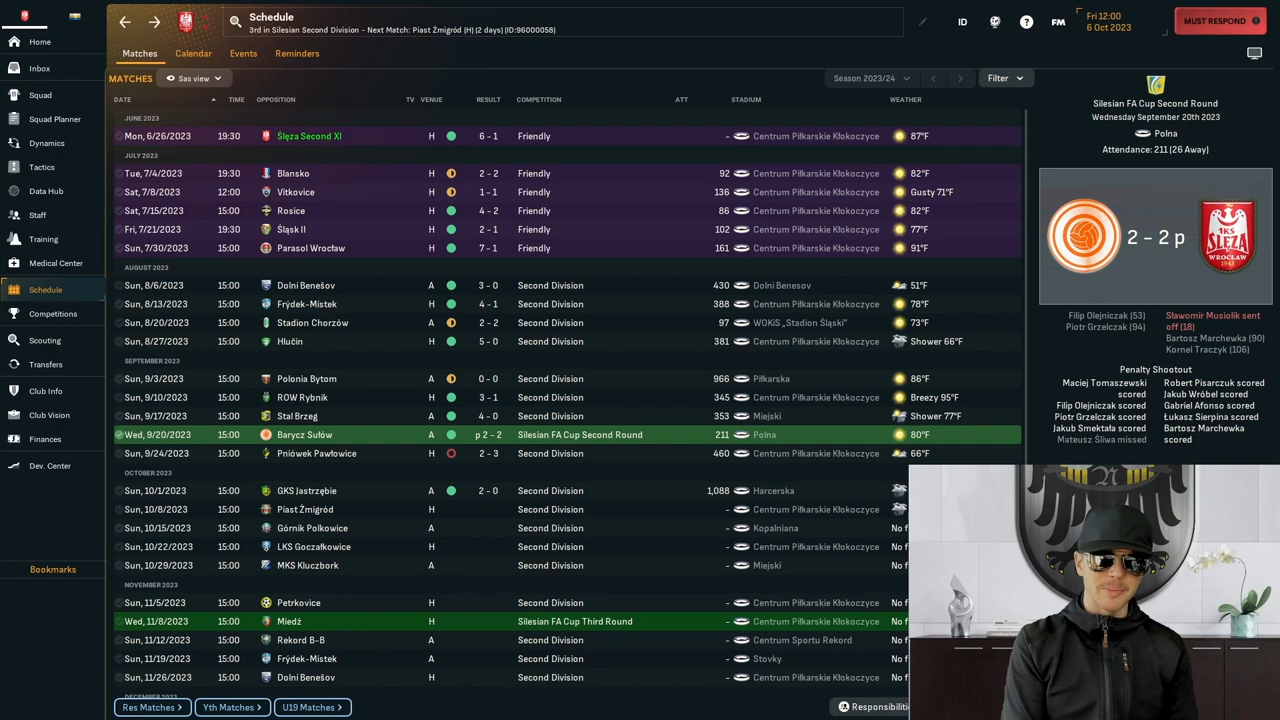 Schedule
3rd in Silesian Second Division - Next Match: Piast Żmigród (H) (2 days) (ID:96000058)
ID
FM
Fri 12:00
6 Oct 2023
MUST RESPOND
Home
Inbox
Squad
Squad Planner
Dynamics
Tactics
Data Hub
Staff
Training
Medical Center
Schedule
Competitions
Scouting
Transfers
Club Info
Club Vision
Finances
Dev. Center
Bookmarks
Matches Calendar Events Reminders
MATCHES Sas view Season 2023/24 Filter
DATE TIME OPPOSITION TV VENUE RESULT COMPETITION ATT STADIUM WEATHER
JUNE 2023
Mon, 6/26/2023 19:30 Ślęza Second XI H 6 - 1 Friendly - Centrum Piłkarskie Kłokoczyce 87°F
JULY 2023
Tue, 7/4/2023 19:30 Blansko H 2 - 2 Friendly 92 Centrum Piłkarskie Kłokoczyce 82°F
Sat, 7/8/2023 12:00 Vítkovice H 1 - 1 Friendly 136 Centrum Piłkarskie Kłokoczyce Gusty 71°F
Sat, 7/15/2023 15:00 Rosice H 4 - 2 Friendly 86 Centrum Piłkarskie Kłokoczyce 82°F
Fri, 7/21/2023 19:30 Śląsk II H 2 - 1 Friendly 102 Centrum Piłkarskie Kłokoczyce 77°F
Sun, 7/30/2023 15:00 Parasol Wrocław H 7 - 1 Friendly 161 Centrum Piłkarskie Kłokoczyce 91°F
AUGUST 2023
Sun, 8/6/2023 15:00 Dolní Benešov A 3 - 0 Second Division 430 Dolni Benesov 51°F
Sun, 8/13/2023 15:00 Frýdek-Místek H 4 - 1 Second Division 388 Centrum Piłkarskie Kłokoczyce 78°F
Sun, 8/20/2023 15:00 Stadion Chorzów A 2 - 2 Second Division 97 WOKiS „Stadion Śląski” 73°F
Sun, 8/27/2023 15:00 Hlučín H 5 - 0 Second Division 381 Centrum Piłkarskie Kłokoczyce Shower 66°F
SEPTEMBER 2023
Sun, 9/3/2023 15:00 Polonia Bytom A 0 - 0 Second Division 966 Piłkarska 86°F
Sun, 9/10/2023 15:00 ROW Rybnik H 3 - 1 Second Division 345 Centrum Piłkarskie Kłokoczyce Breezy 95°F
Sun, 9/17/2023 15:00 Stal Brzeg A 4 - 0 Second Division 353 Miejski Shower 77°F
Wed, 9/20/2023 15:00 Barycz Sułów A p 2 - 2 Silesian FA Cup Second Round 211 Polna 80°F
Sun, 9/24/2023 15:00 Pniówek Pawłowice H 2 - 3 Second Division 460 Centrum Piłkarskie Kłokoczyce 66°F
OCTOBER 2023
Sun, 10/1/2023 15:00 GKS Jastrzębie A 2 - 0 Second Division 1,088 Harcerska
Sun, 10/8/2023 15:00 Piast Żmigród H Second Division - Centrum Piłkarskie Kłokoczyce
Sun, 10/15/2023 15:00 Górnik Polkowice A Second Division - Kopalniana No f
Sun, 10/22/2023 15:00 LKS Goczałkowice H Second Division - Centrum Piłkarskie Kłokoczyce No f
Sun, 10/29/2023 15:00 MKS Kluczbork A Second Division - Miejski No f
NOVEMBER 2023
Sun, 11/5/2023 15:00 Petrkovice H Second Division - Centrum Piłkarskie Kłokoczyce No f
Wed, 11/8/2023 15:00 Miedź H Silesian FA Cup Third Round - Centrum Piłkarskie Kłokoczyce No f
Sun, 11/12/2023 15:00 Rekord B-B A Second Division - Centrum Sportu Rekord No f
Sun, 11/19/2023 15:00 Frýdek-Místek A Second Division - Stovky No f
Sun, 11/26/2023 15:00 Dolní Benešov H Second Division - Centrum Piłkarskie Kłokoczyce No f
DECEMBER 2023
Res Matches Yth Matches U19 Matches Responsibiliti
Silesian FA Cup Second Round
Wednesday September 20th 2023
Polna
Attendance: 211 (26 Away)
2 - 2 p
1KS
ŚLĘZA
WROCŁAW
1945
Filip Olejniczak (53)
Piotr Grzelczak (94)
Sławomir Musiolik sent
off (18)
Bartosz Marchewka (90)
Kornel Traczyk (106)
Penalty Shootout
Maciej Tomaszewski
scored
Filip Olejniczak scored
Piotr Grzelczak scored
Jakub Smektała scored
Mateusz Śliwa missed
Robert Pisarczuk scored
Jakub Wróbel scored
Gabriel Afonso scored
Łukasz Sierpina scored
Bartosz Marchewka
scored